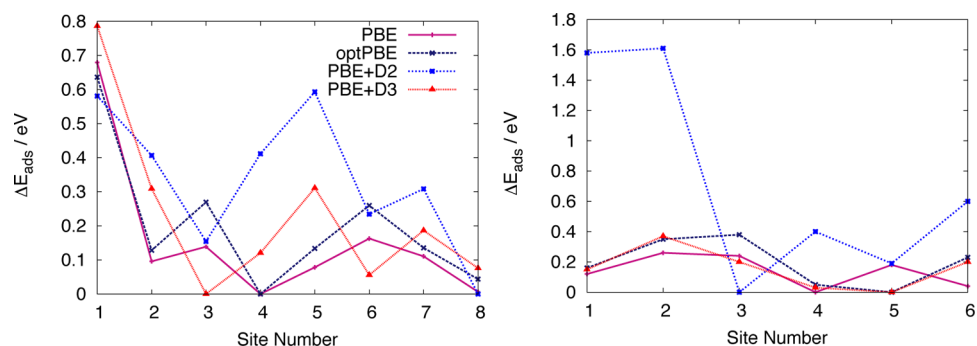 0.8
0.7
0.6
0.5
0.4
0.3
0.2
0.1
0
ΔE_ads / eV
1 2 3 4 5 6 7 8
Site Number
PBE
optPBE
PBE+D2
PBE+D3
1.8
1.6
1.4
1.2
1
0.8
0.6
0.4
0.2
0
ΔE_ads / eV
1 2 3 4 5 6
Site Number